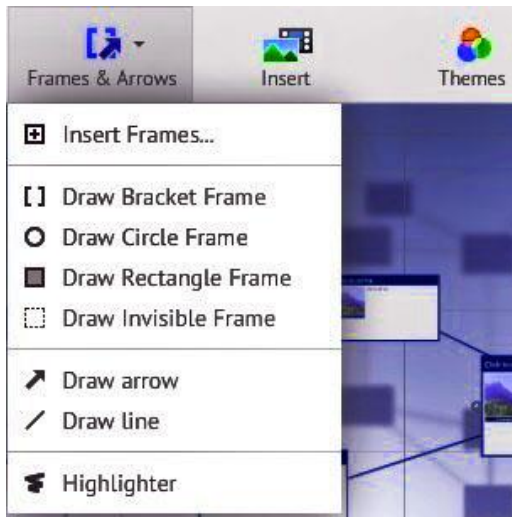 Frames & Arrows
Insert
Themes
Insert Frames...
Draw Bracket Frame
Draw Circle Frame
Draw Rectangle Frame
Draw Invisible Frame
Draw arrow
Draw line
Highlighter